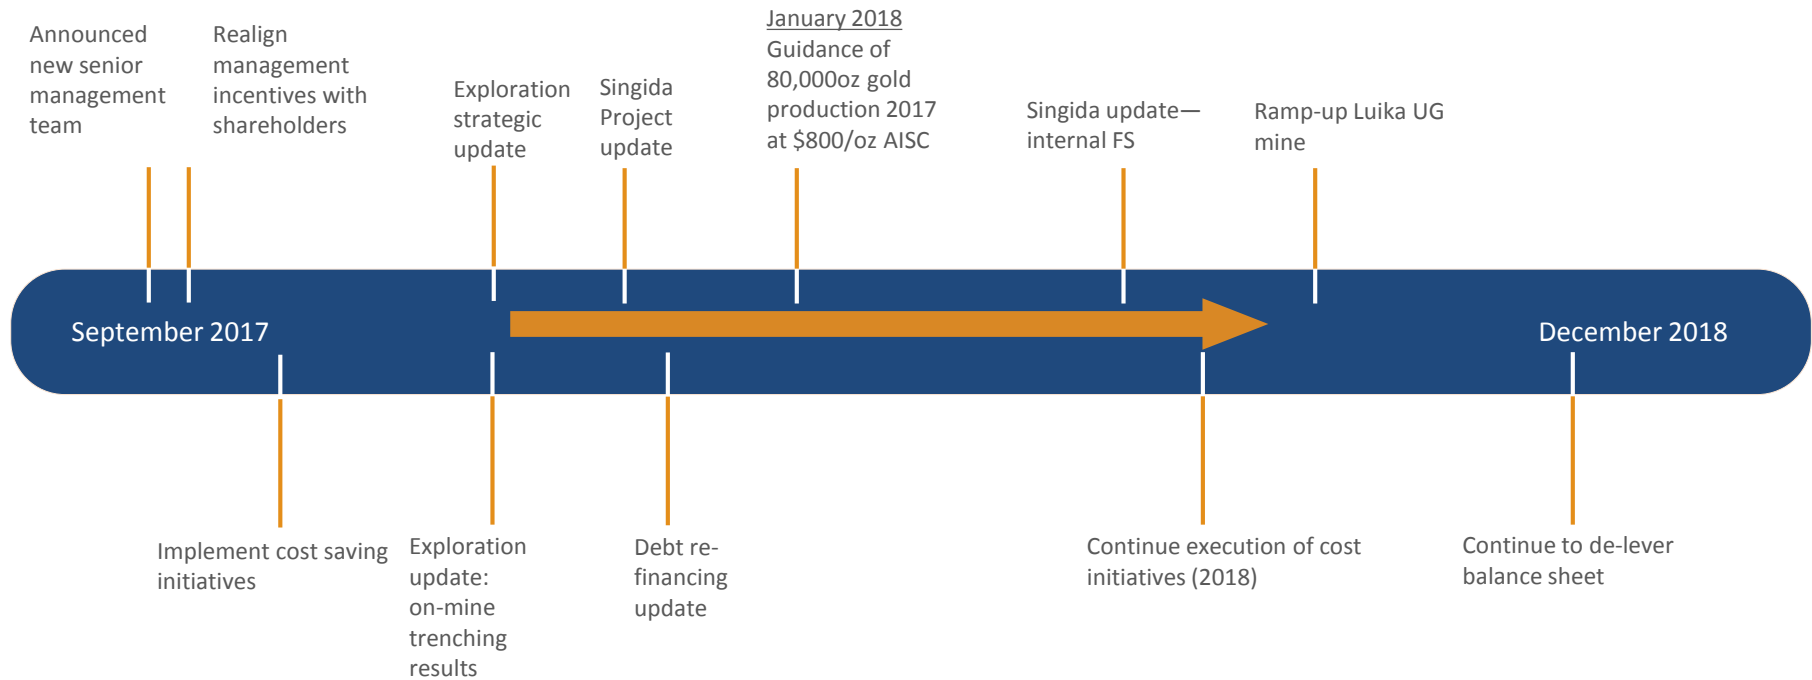 Announced
new senior
management
team
Realign
management
incentives with
shareholders
Exploration
strategic
update
Singida
Project
update
January 2018
Guidance of
80,000oz gold
production 2017
at $800/oz AISC
Singida update—
internal FS
Ramp-up Luika UG
mine
September 2017
December 2018
Implement cost saving
initiatives
Exploration
update:
on-mine
trenching
results
Debt re-
financing
update
Continue execution of cost
initiatives (2018)
Continue to de-lever
balance sheet